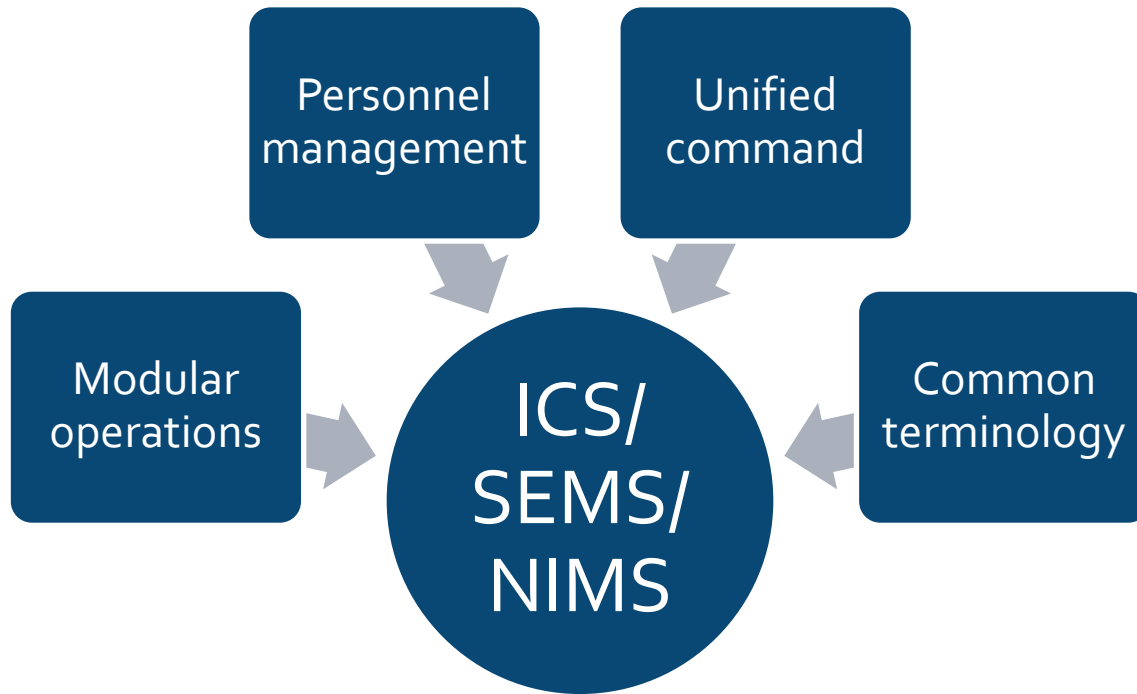 Personnel
management
Unified
command
Modular
operations
Common
terminology
ICS/
SEMS/
NIMS